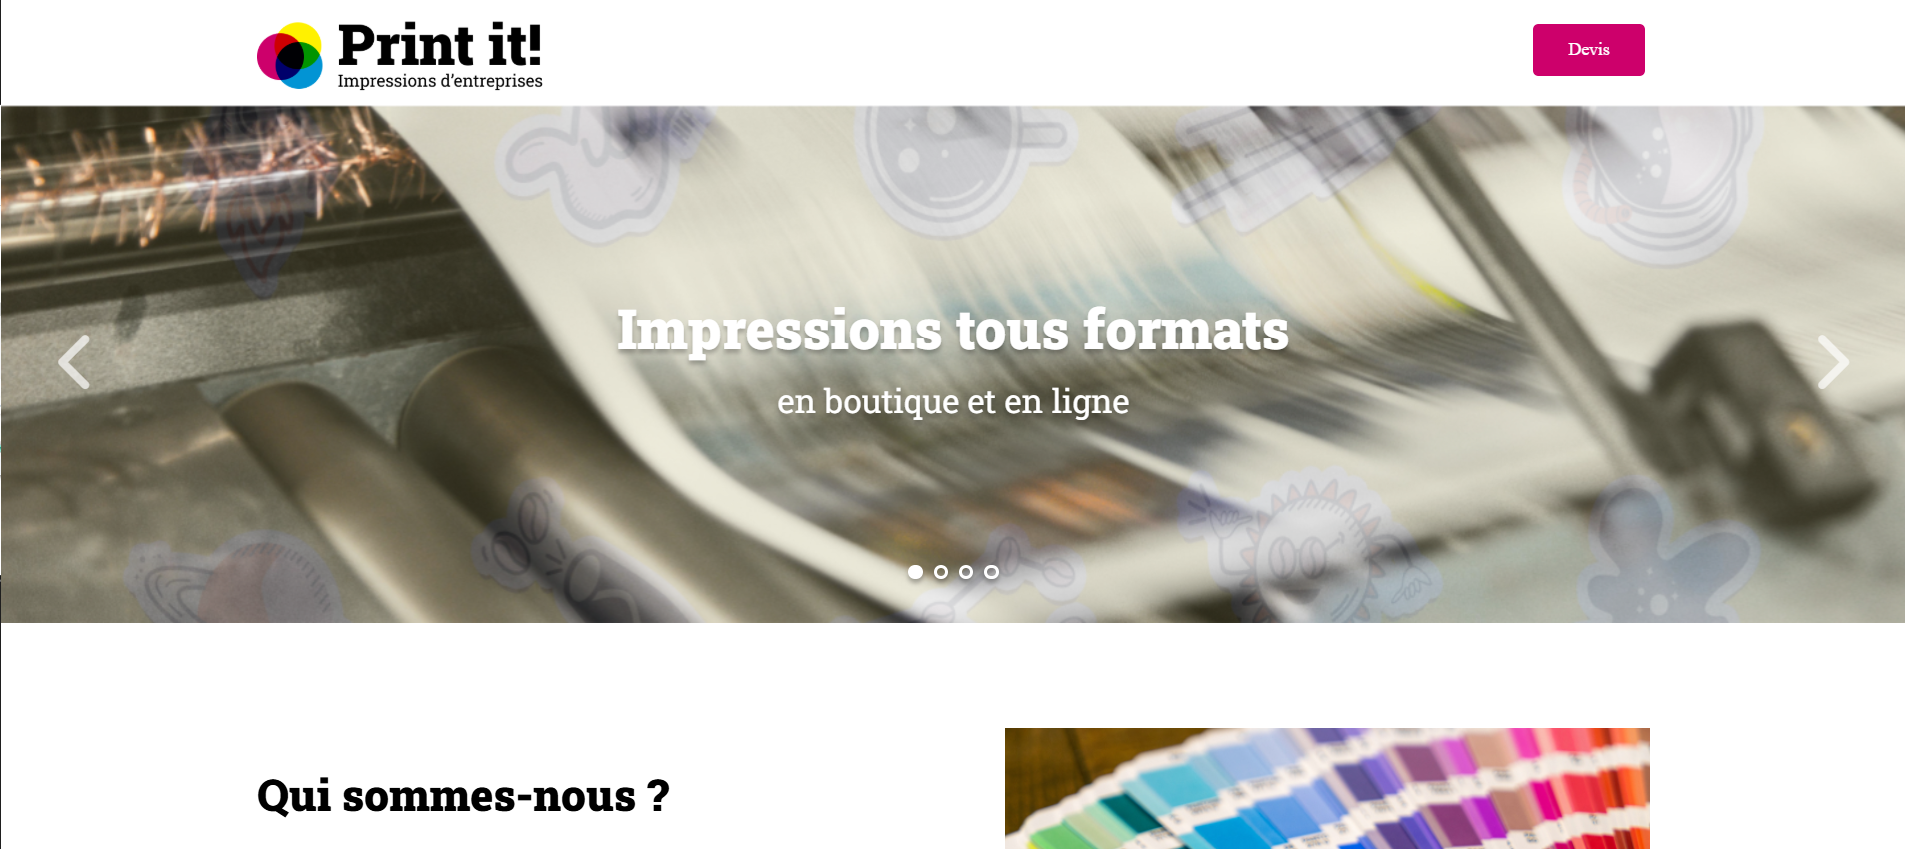 Print it!
Impressions d'entreprises
Devis
Impressions tous formats
en boutique et en ligne
Qui sommes-nous ?